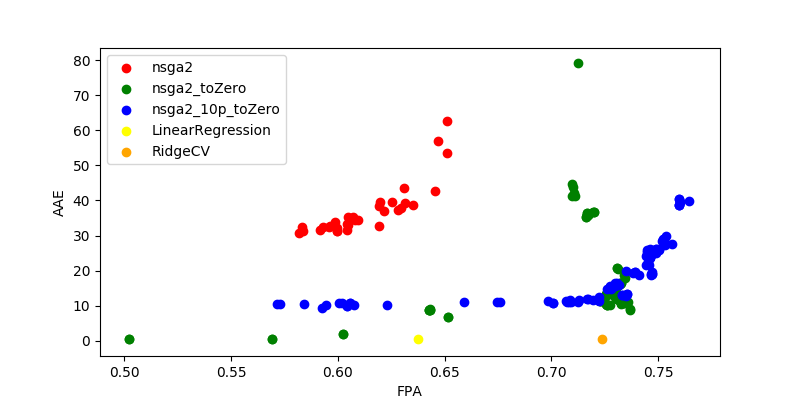 80
70
60
50
40
30
20
10
0
AAE
nsga2
nsga2_toZero
nsga2_10p_toZero
LinearRegression
RidgeCV
0.50 0.55 0.60 0.65 0.70 0.75
FPA